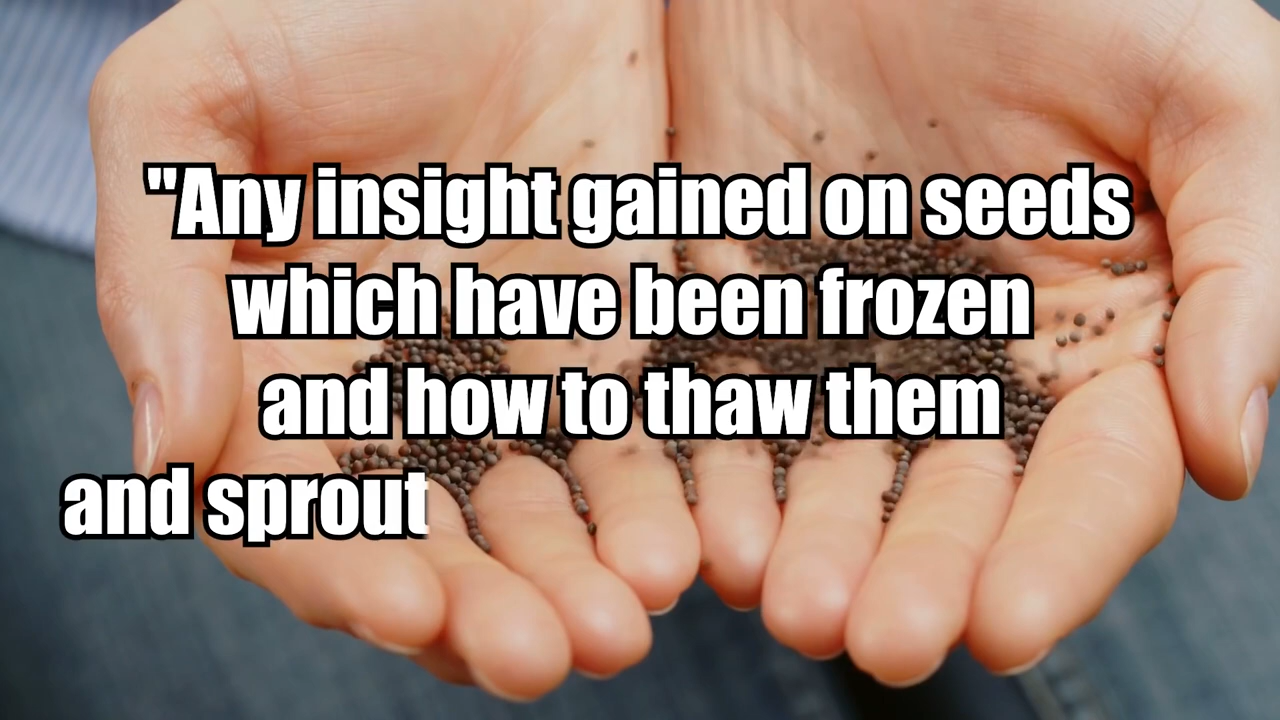 "Any insight gained on seeds
which have been frozen
and how to thaw them
and sprout